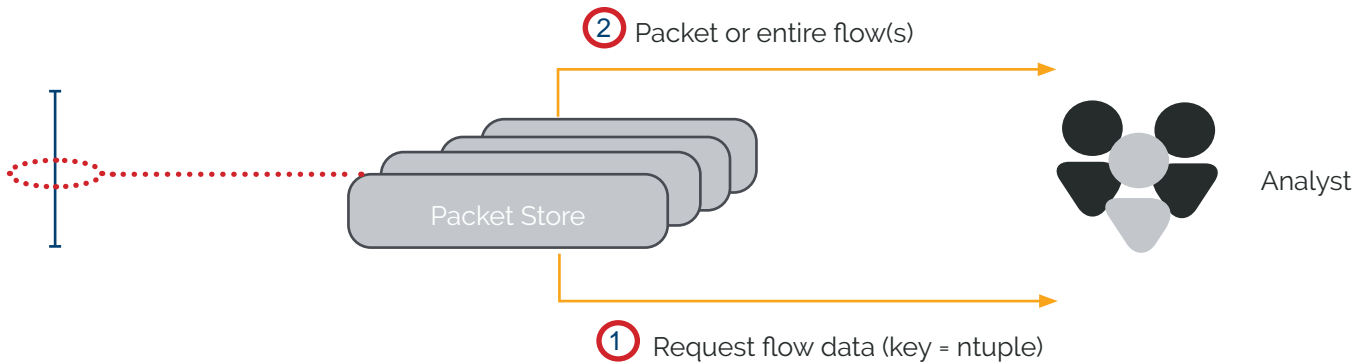 2 Packet or entire flow(s)
Packet Store
Analyst
1 Request flow data (key = ntuple)